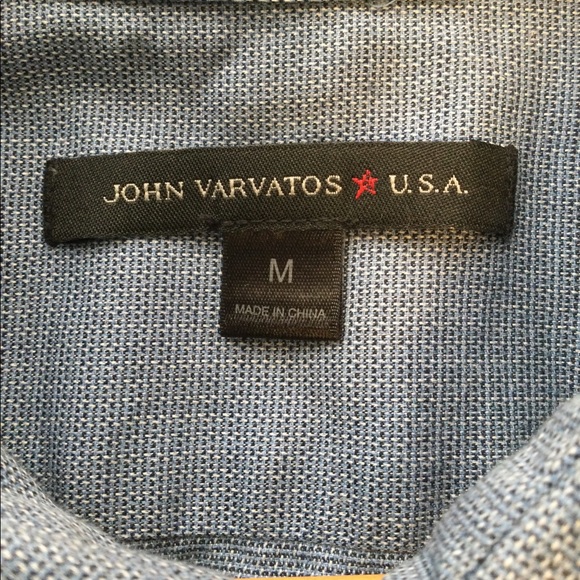 JOHN VARVATOS ★ U.S.A.
M
MADE IN CHINA